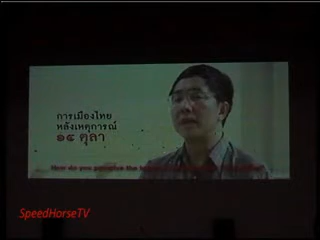 การเมืองไทย
หลังเหตุการณ์
๑๔ ตุลา
How do you perceive the
SpeedHorseTV